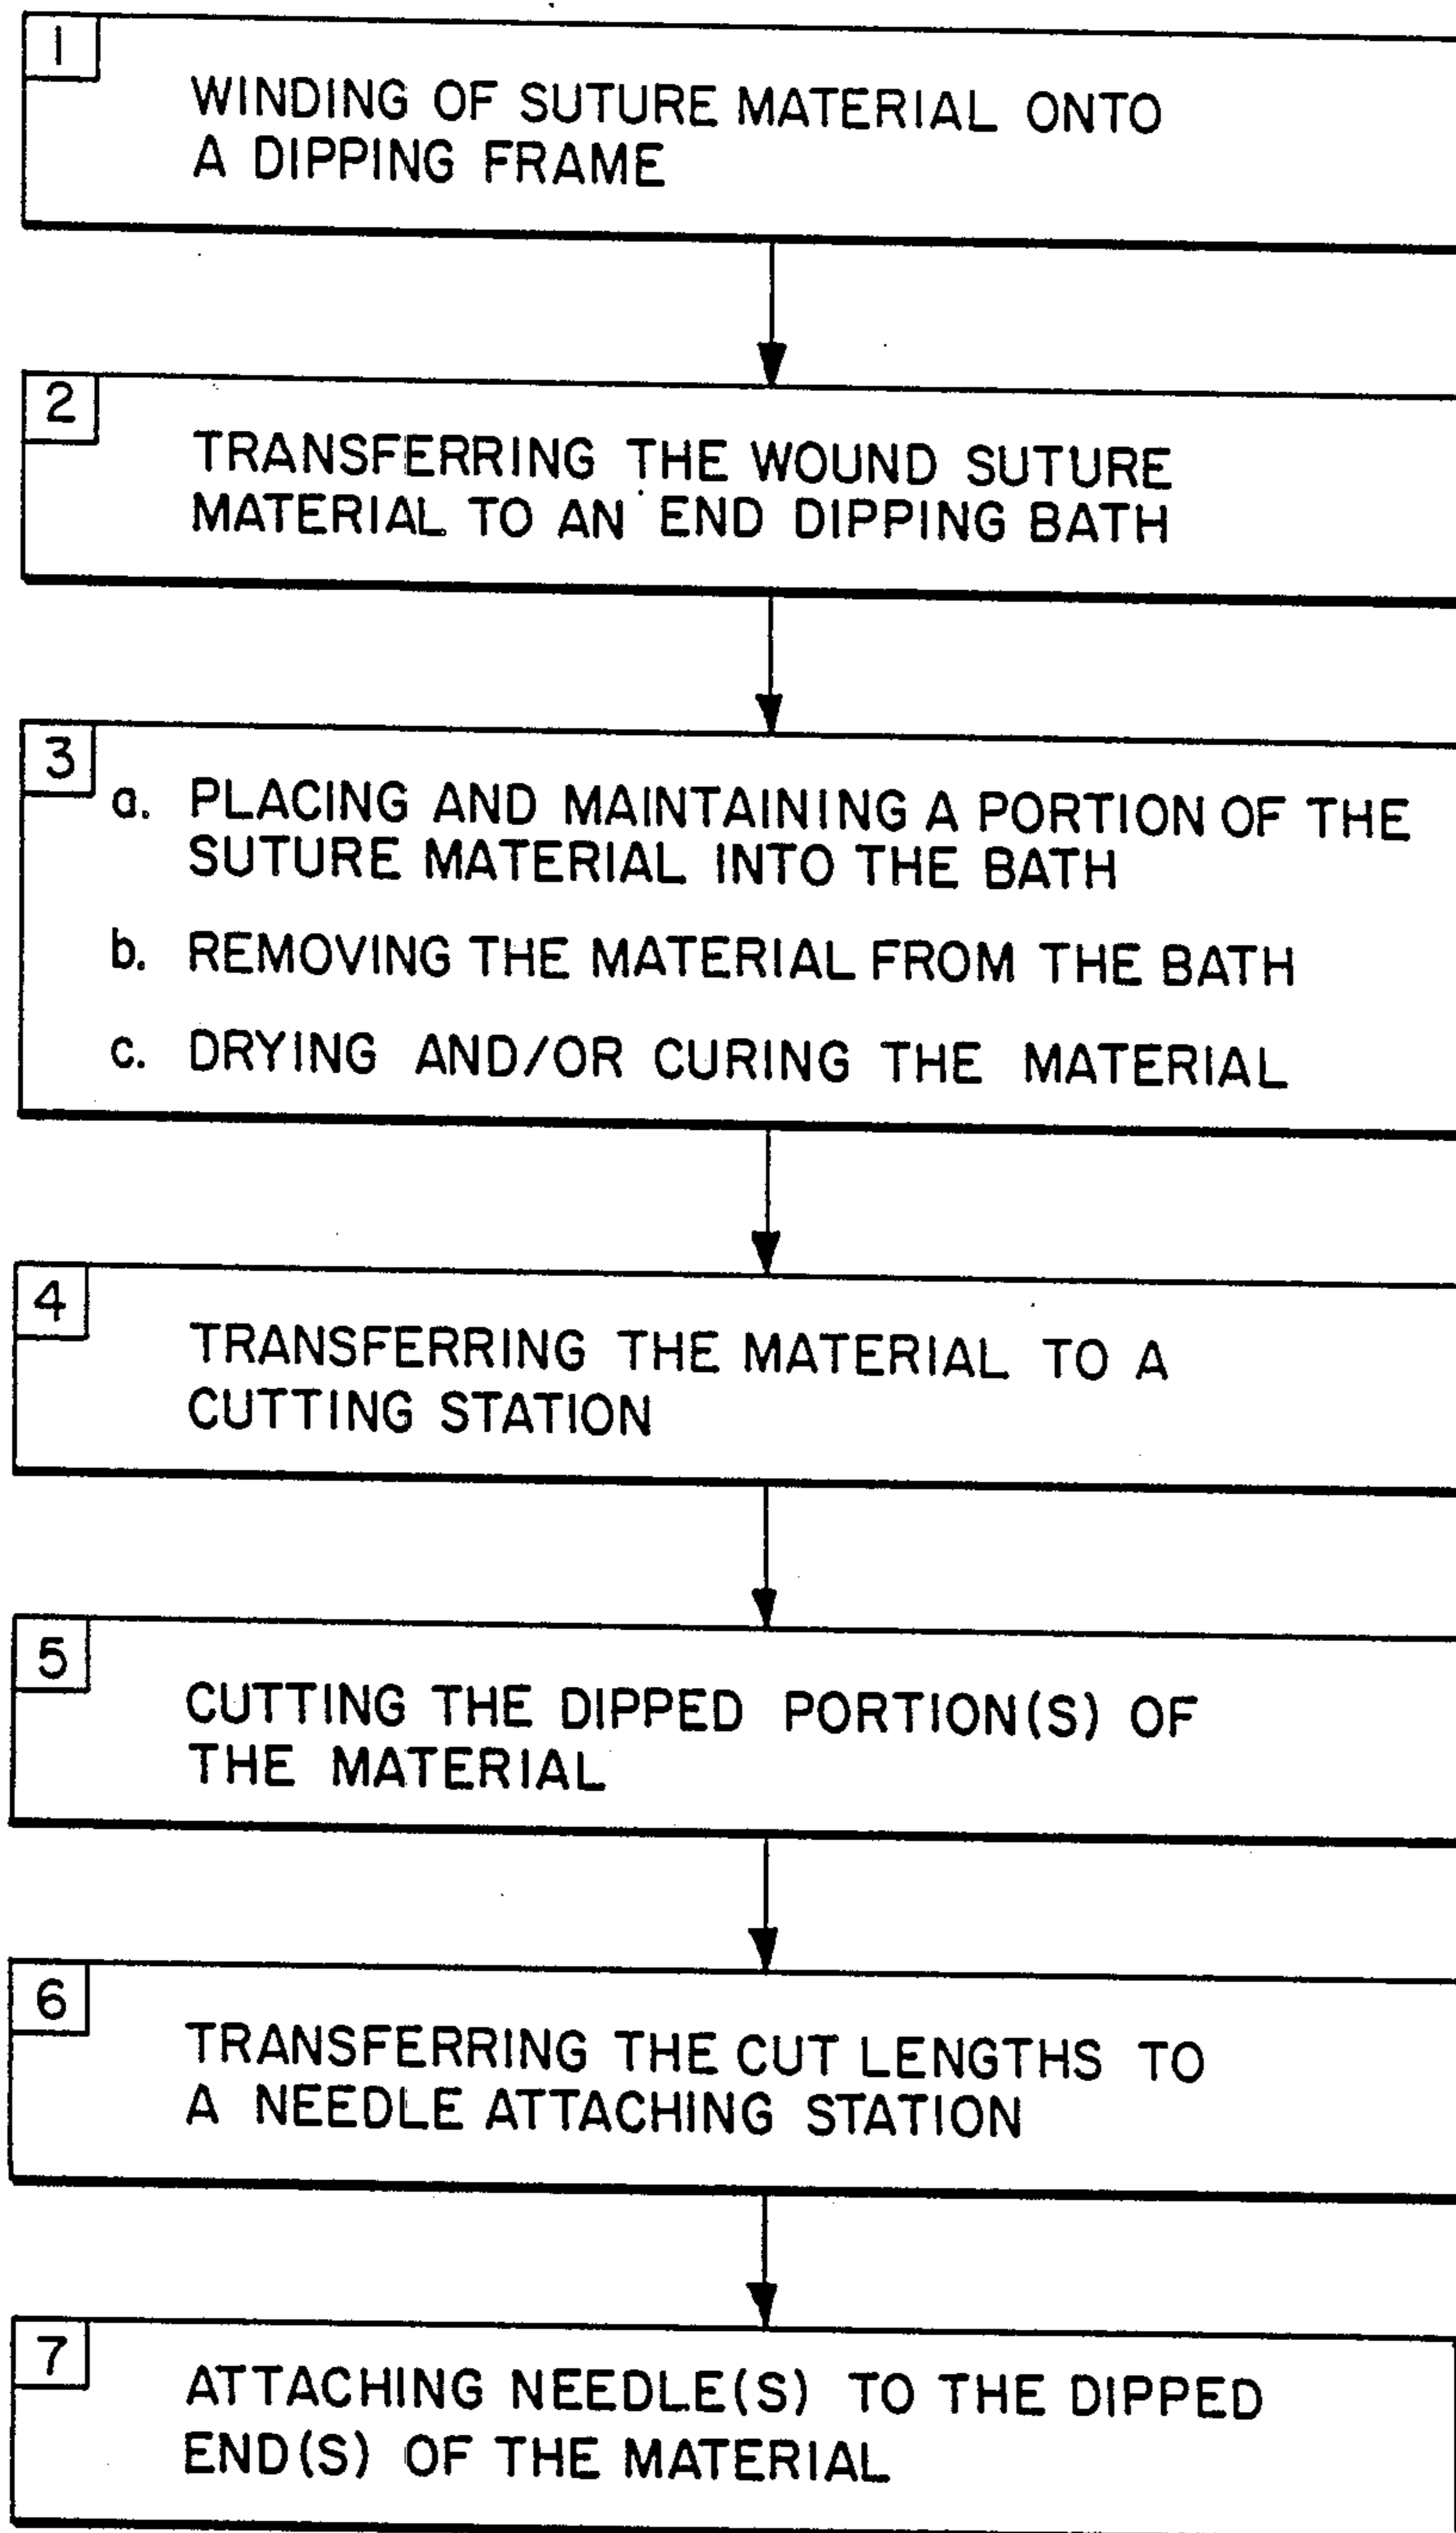 1
WINDING OF SUTURE MATERIAL ONTO
A DIPPING FRAME
2
TRANSFERRING THE WOUND SUTURE
MATERIAL TO AN END DIPPING BATH
3
a. PLACING AND MAINTAINING A PORTION OF THE
SUTURE MATERIAL INTO THE BATH
b. REMOVING THE MATERIAL FROM THE BATH
c. DRYING AND/OR CURING THE MATERIAL
4
TRANSFERRING THE MATERIAL TO A
CUTTING STATION
5
CUTTING THE DIPPED PORTION(S) OF
THE MATERIAL
6
TRANSFERRING THE CUT LENGTHS TO
A NEEDLE ATTACHING STATION
7
ATTACHING NEEDLE(S) TO THE DIPPED
END(S) OF THE MATERIAL